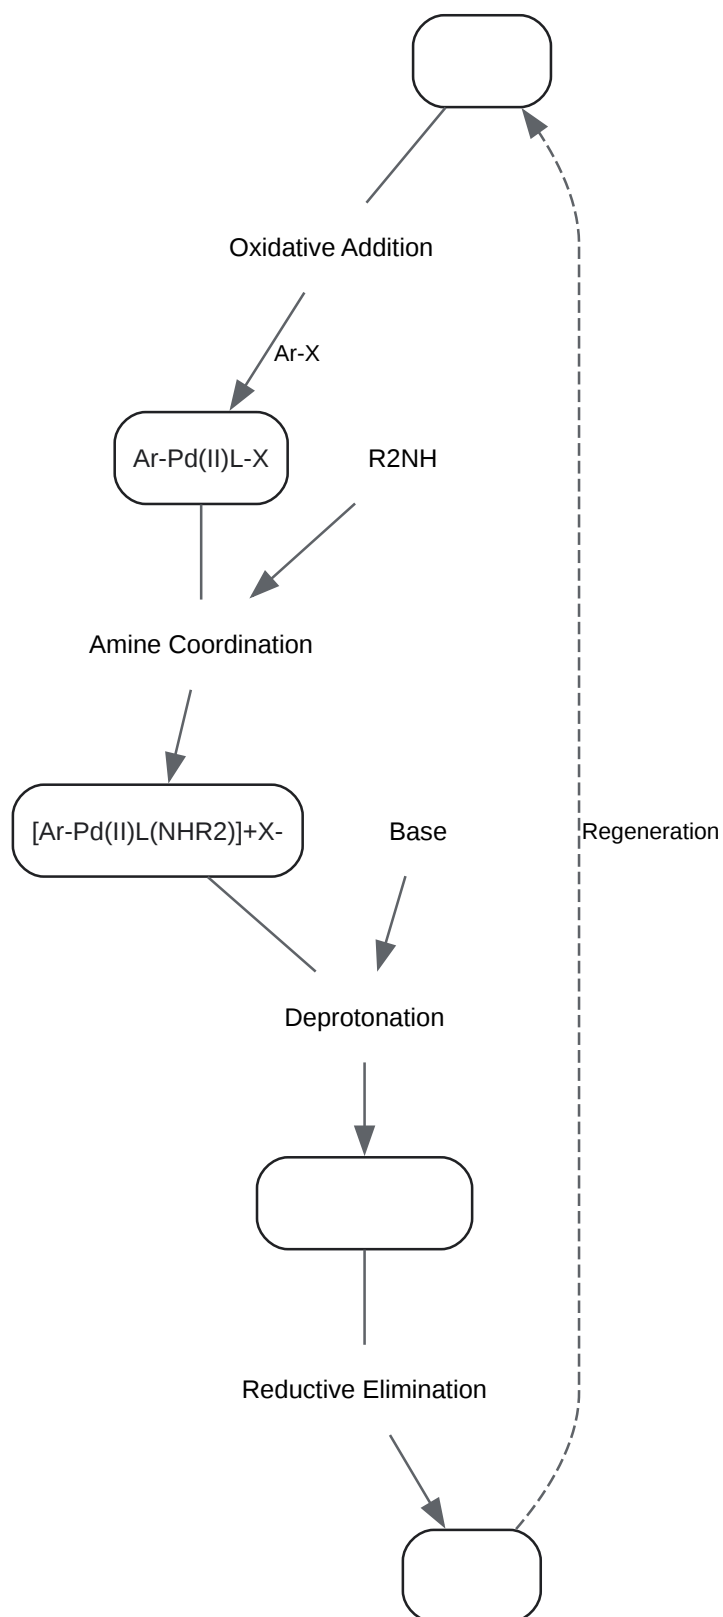 Oxidative Addition
Ar-X
Ar-Pd(II)L-X
R2NH
Amine Coordination
[Ar-Pd(II)L(NHR2)]+X-
Base
Regeneration
Deprotonation
Reductive Elimination